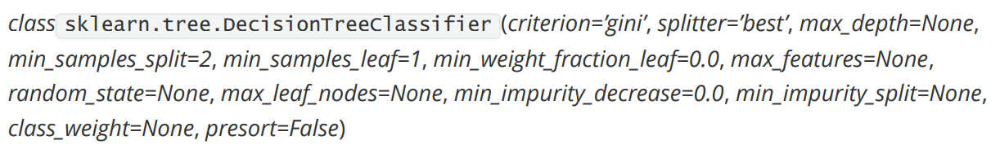 class sklearn.tree.DecisionTreeClassifier (criterion=’gini’, splitter=’best’, max_depth=None,
min_samples_split=2, min_samples_leaf=1, min_weight_fraction_leaf=0.0, max_features=None,
random_state=None, max_leaf_nodes=None, min_impurity_decrease=0.0, min_impurity_split=None,
class_weight=None, presort=False)